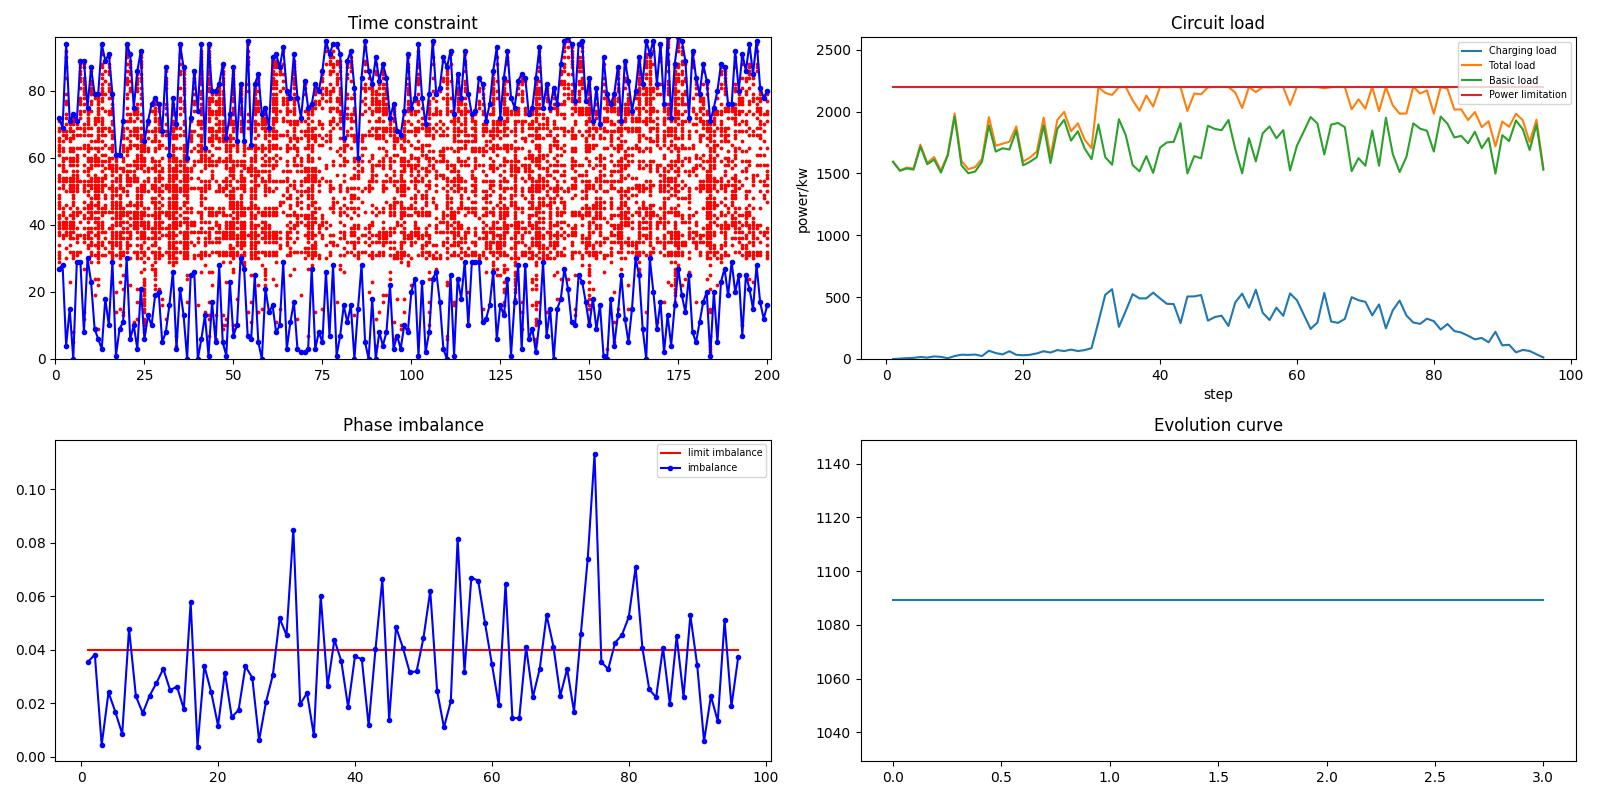 Time constraint
80
60
40
20
0
0 25 50 75 100 125 150 175 200
Circuit load
power/kw
2500
2000
1500
1000
500
0
Charging load
Total load
Basic load
Power limitation
0 20 40 60 80 100
step
Phase imbalance
0.10
0.08
0.06
0.04
0.02
0.00
limit imbalance
imbalance
0 20 40 60 80 100
Evolution curve
1140
1120
1100
1080
1060
1040
0.0 0.5 1.0 1.5 2.0 2.5 3.0